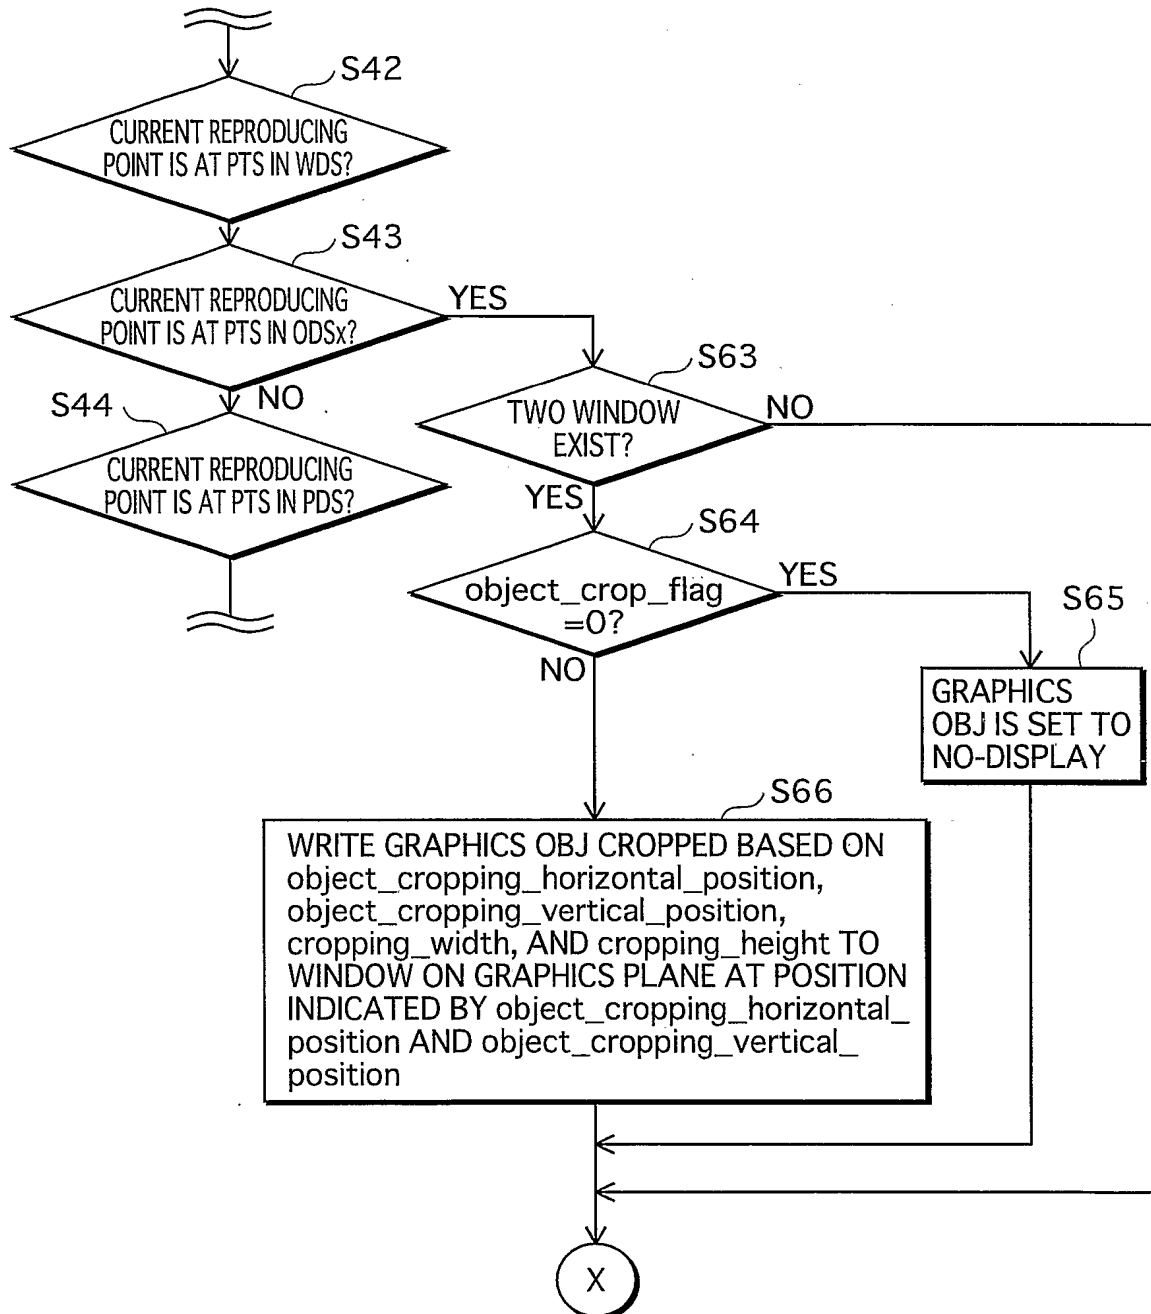 S42
CURRENT REPRODUCING
POINT IS AT PTS IN WDS?
S43
CURRENT REPRODUCING
POINT IS AT PTS IN ODSx?
YES
NO
S44
CURRENT REPRODUCING
POINT IS AT PTS IN PDS?
S63
TWO WINDOW
EXIST?
NO
YES
S64
object_crop_flag
=0?
YES
NO
S65
GRAPHICS
OBJ IS SET TO
NO-DISPLAY
S66
WRITE GRAPHICS OBJ CROPPED BASED ON
object_cropping_horizontal_position,
object_cropping_vertical_position,
cropping_width, AND cropping_height TO
WINDOW ON GRAPHICS PLANE AT POSITION
INDICATED BY object_cropping_horizontal_
position AND object_cropping_vertical_
position
X